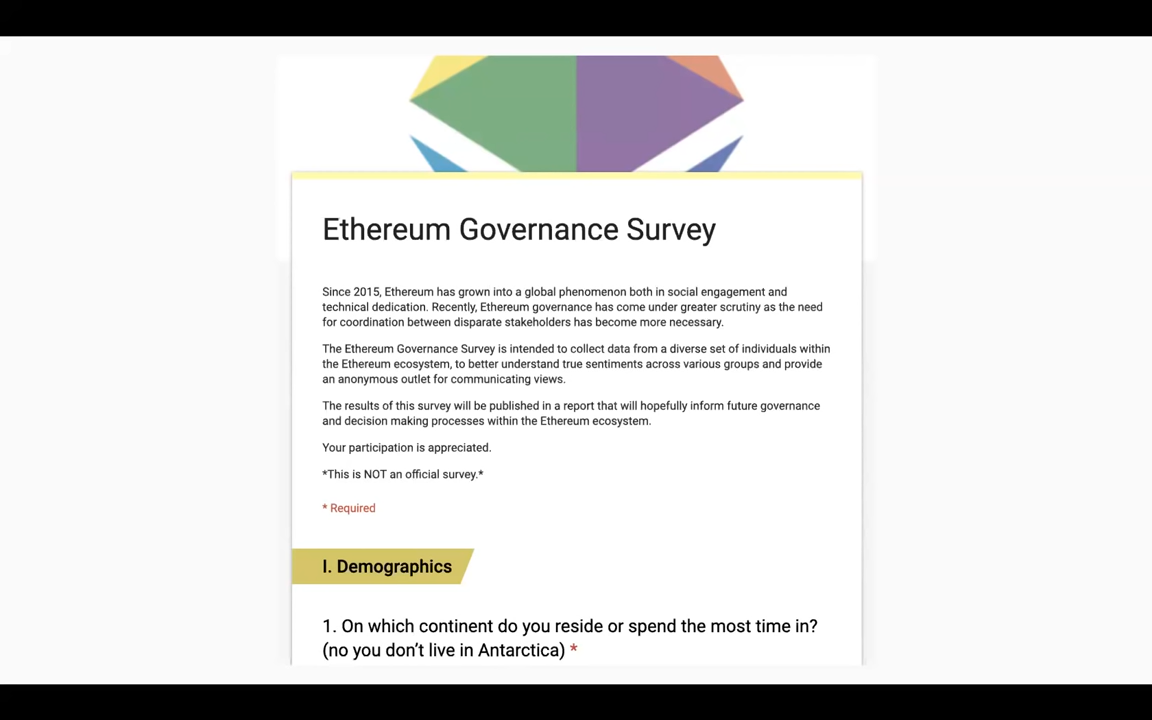 Ethereum Governance Survey
Since 2015, Ethereum has grown into a global phenomenon both in social engagement and
technical dedication. Recently, Ethereum governance has come under greater scrutiny as the need
for coordination between disparate stakeholders has become more necessary.
The Ethereum Governance Survey is intended to collect data from a diverse set of individuals within
the Ethereum ecosystem, to better understand true sentiments across various groups and provide
an anonymous outlet for communicating views.
The results of this survey will be published in a report that will hopefully inform future governance
and decision making processes within the Ethereum ecosystem.
Your participation is appreciated.
*This is NOT an official survey.*
* Required
I. Demographics
1. On which continent do you reside or spend the most time in?
(no you don’t live in Antarctica) *